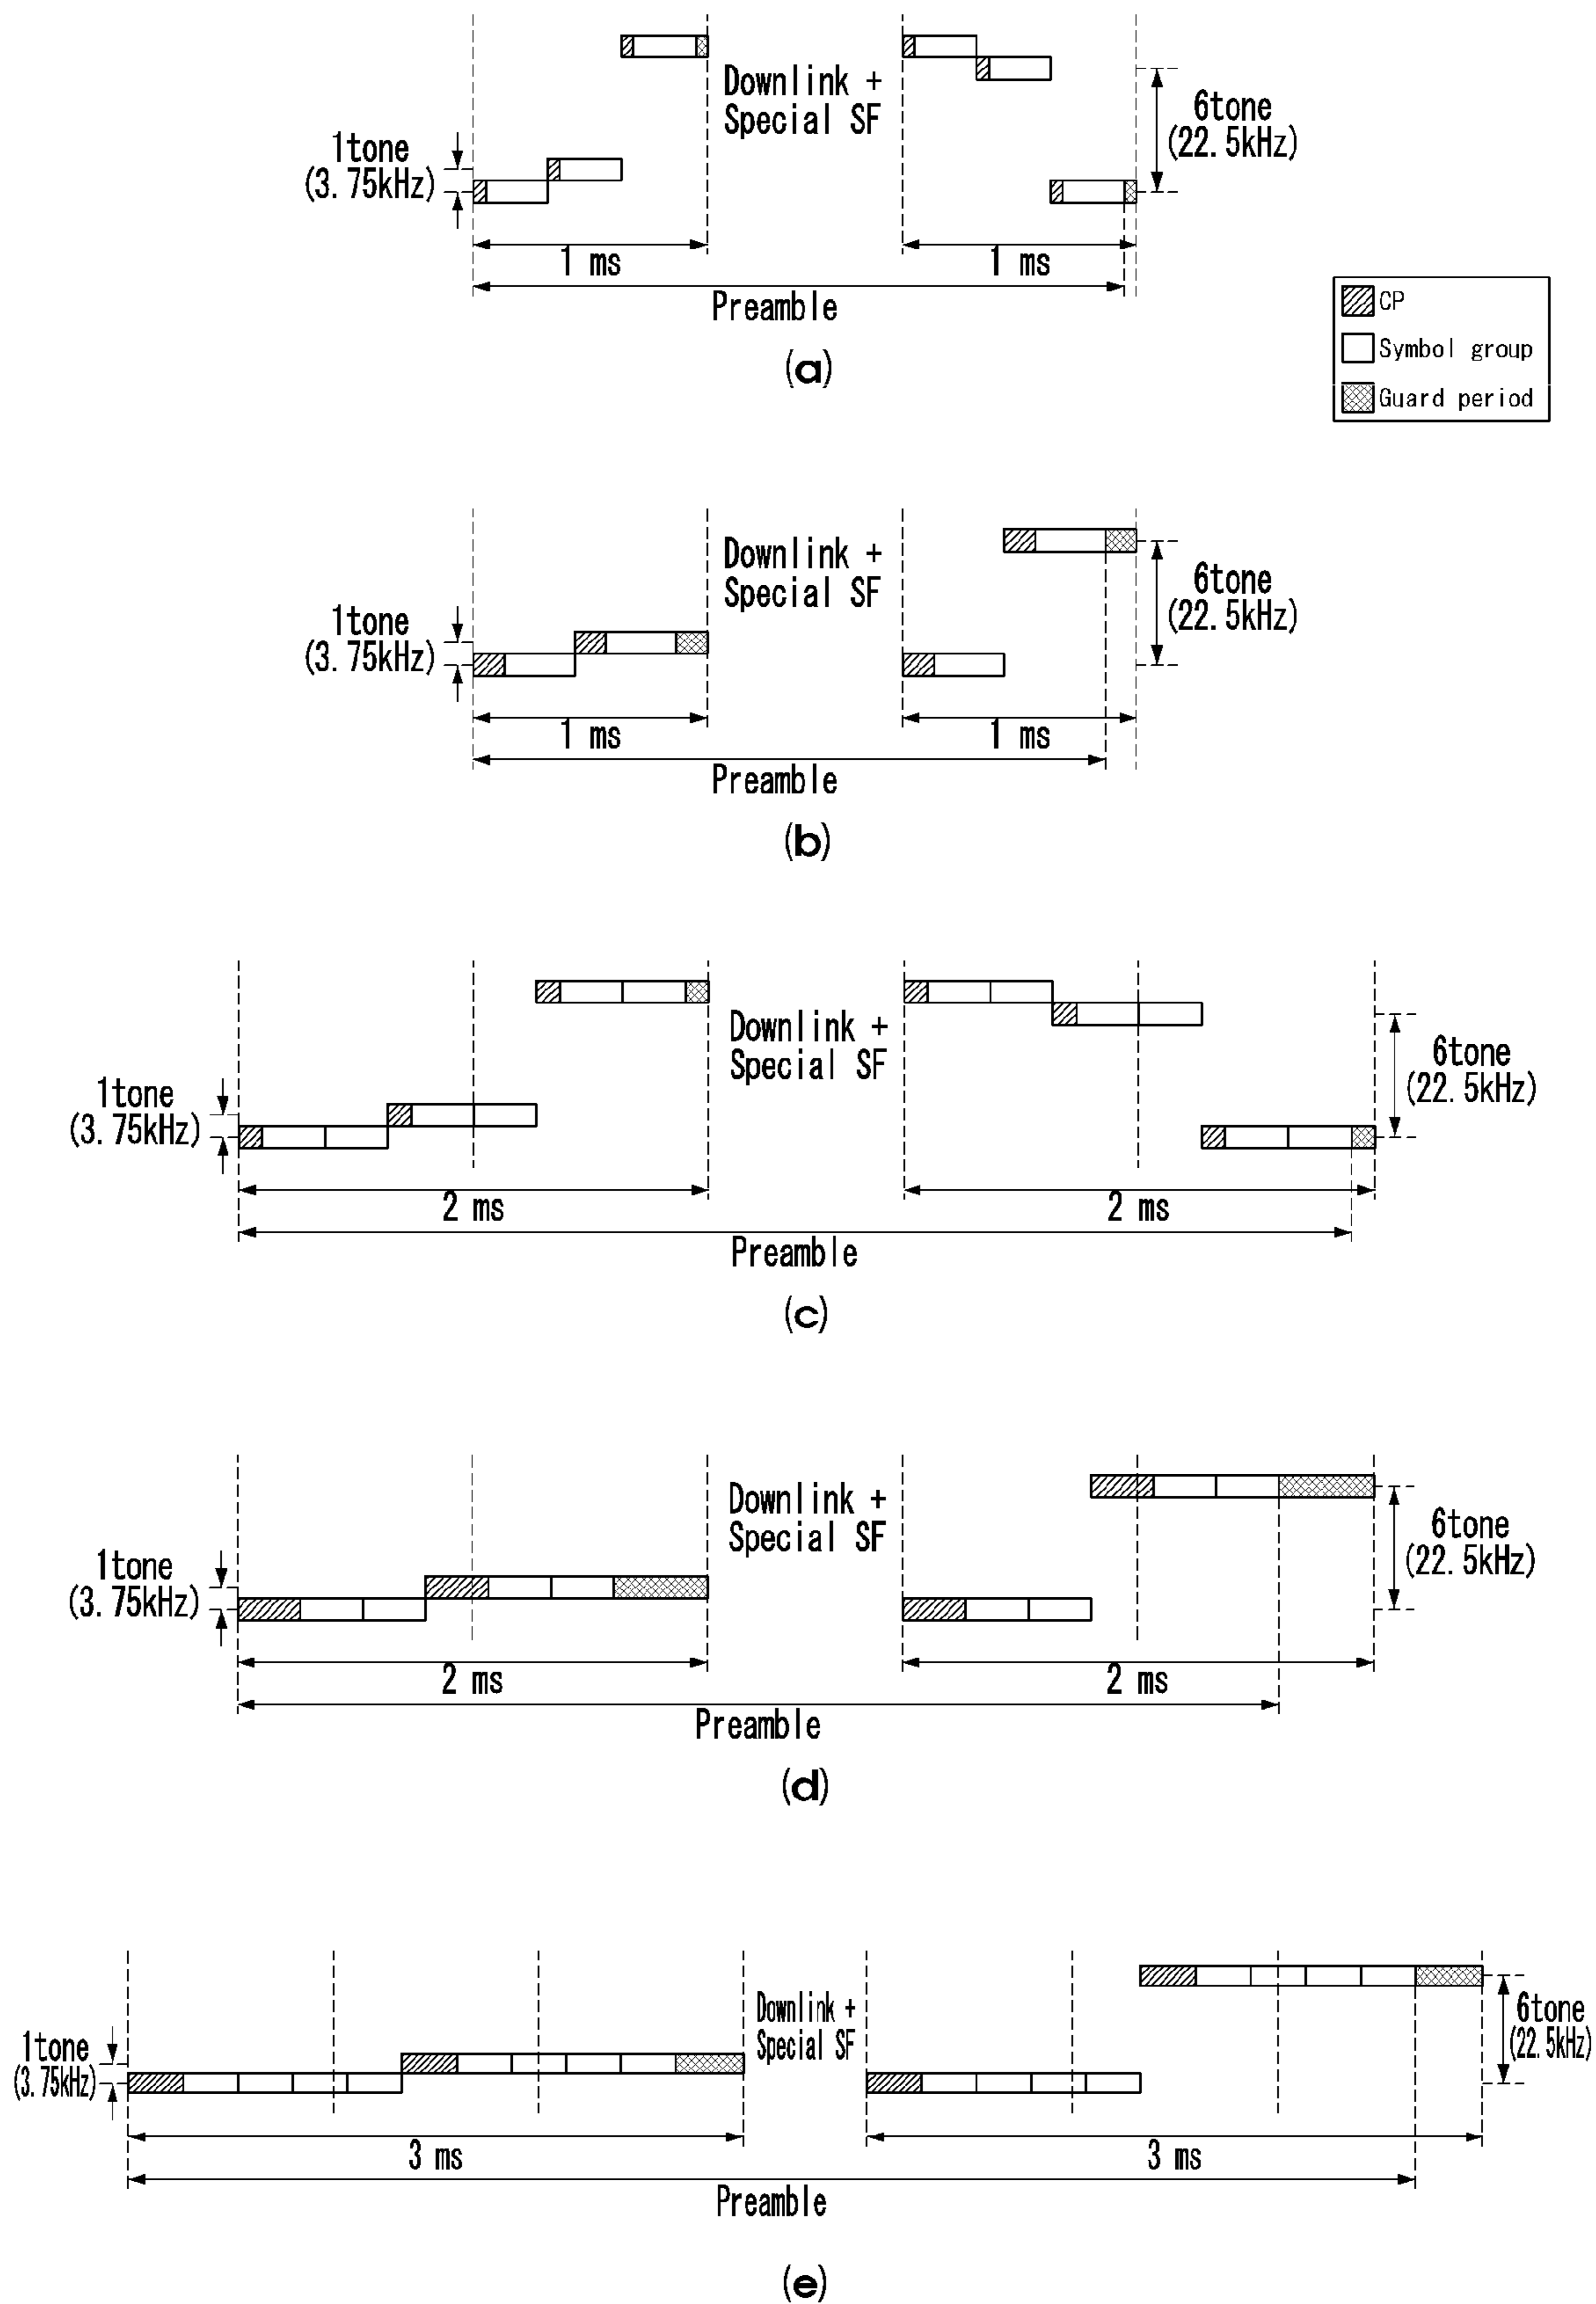 Downlink +
Special SF
1tone
(3.75kHz)
6tone
(22.5kHz)
1 ms
1 ms
Preamble
(a)
CP
Symbol group
Guard period
Downlink +
Special SF
1tone
(3.75kHz)
6tone
(22.5kHz)
1 ms
1 ms
Preamble
(b)
Downlink +
Special SF
1tone
(3.75kHz)
6tone
(22.5kHz)
2 ms
2 ms
Preamble
(c)
Downlink +
Special SF
1tone
(3.75kHz)
6tone
(22.5kHz)
2 ms
2 ms
Preamble
(d)
Downlink +
Special SF
1tone
(3.75kHz)
6tone
(22.5kHz)
3 ms
3 ms
Preamble
(e)